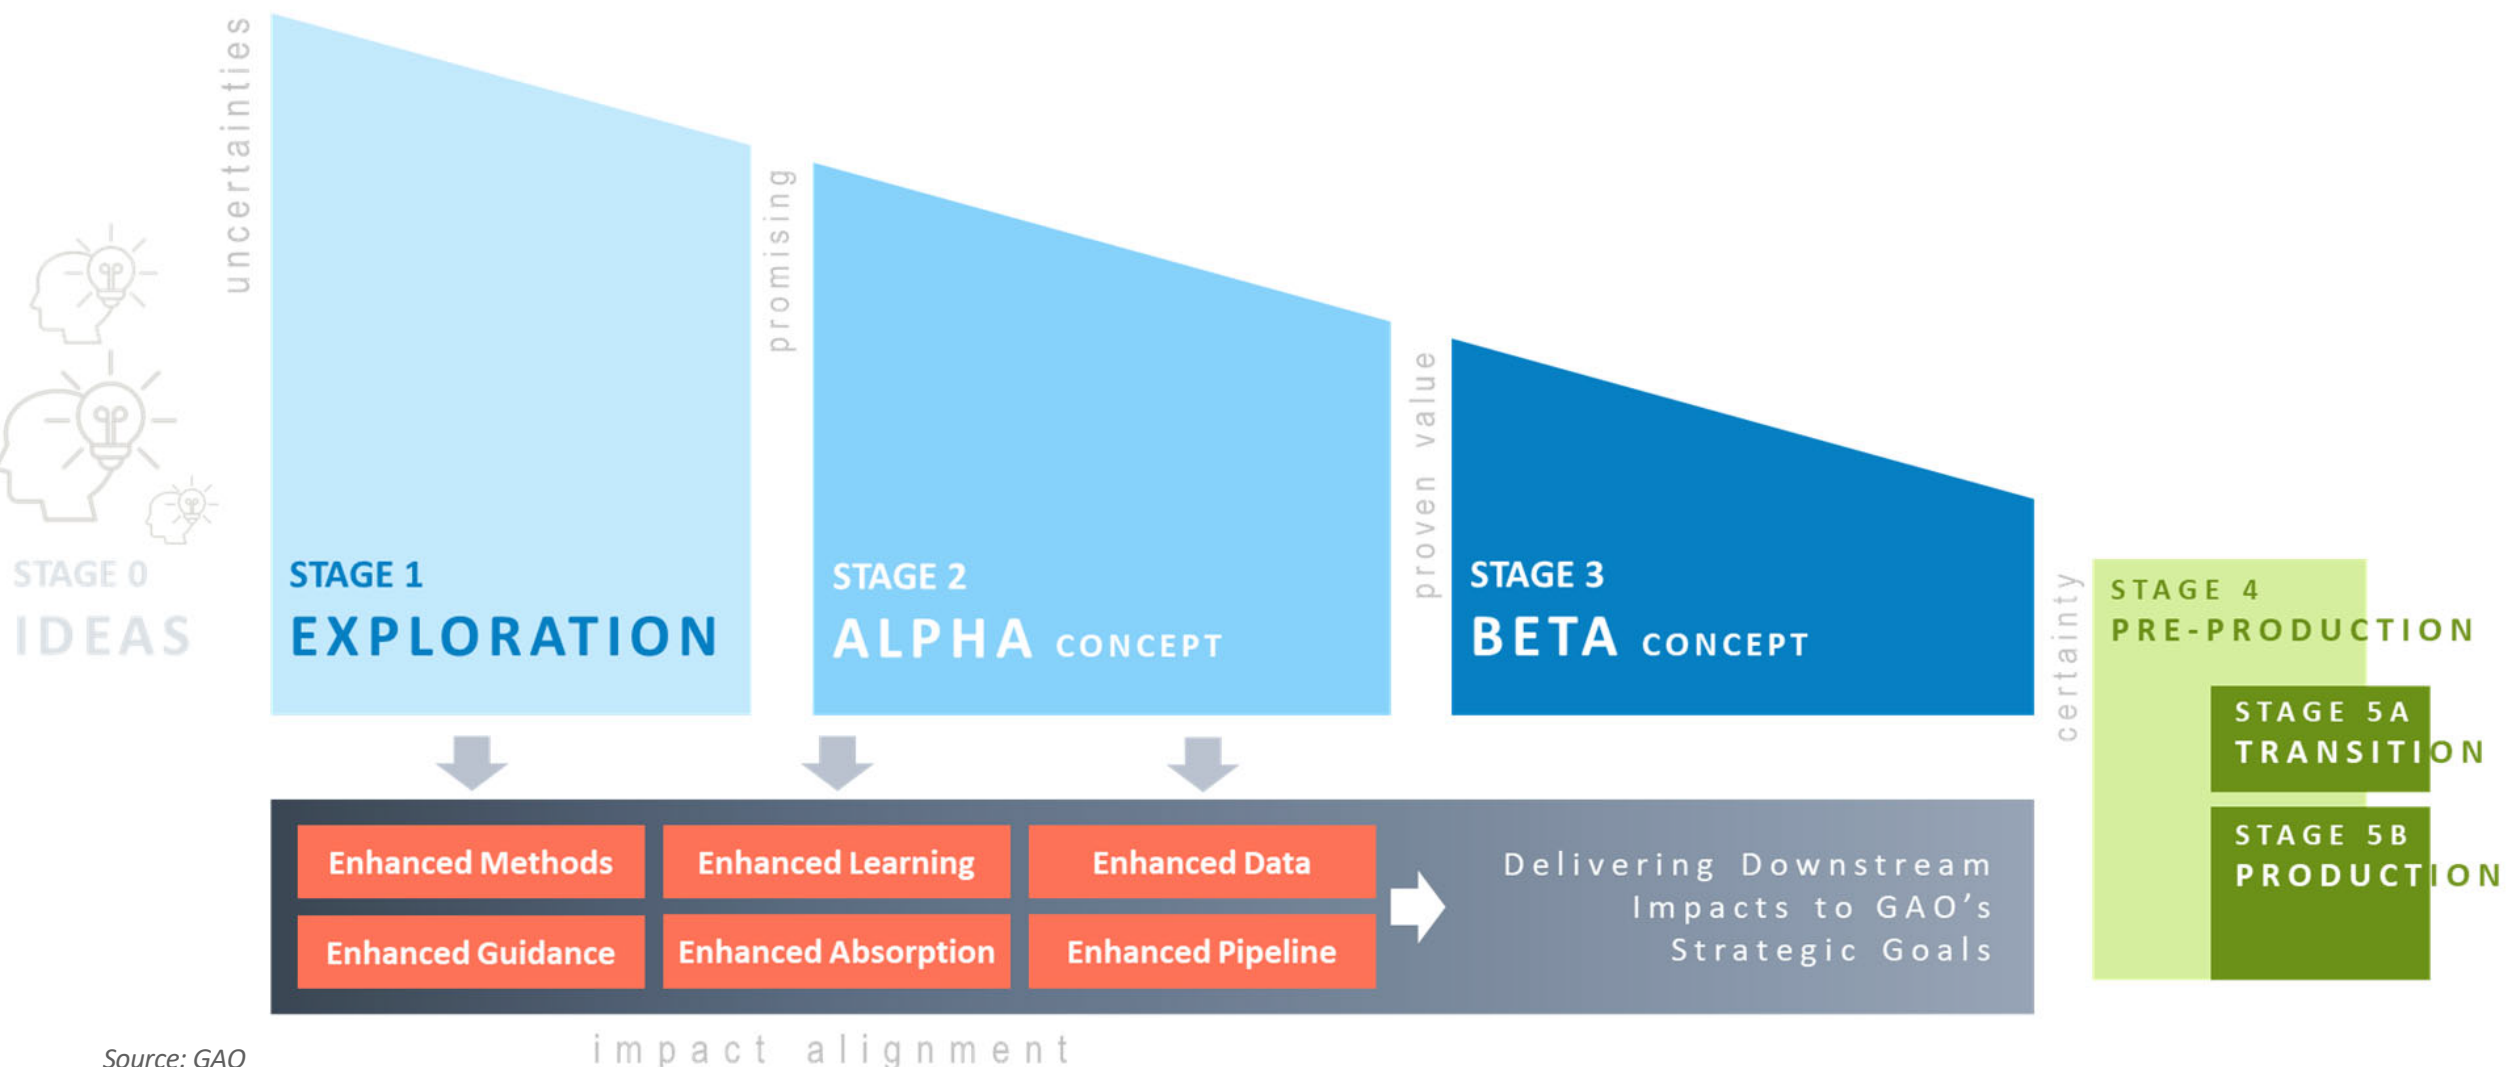 STAGE 0
IDEAS
uncertainties
STAGE 1
EXPLORATION
promising
STAGE 2
ALPHA CONCEPT
proven value
STAGE 3
BETA CONCEPT
certainty
STAGE 4
PRE-PRODUCTION
STAGE 5A
TRANSITION
STAGE 5B
PRODUCTION
Enhanced Methods
Enhanced Learning
Enhanced Data
Enhanced Guidance
Enhanced Absorption
Enhanced Pipeline
Delivering Downstream
Impacts to GAO’s
Strategic Goals
impact alignment
Source: GAO